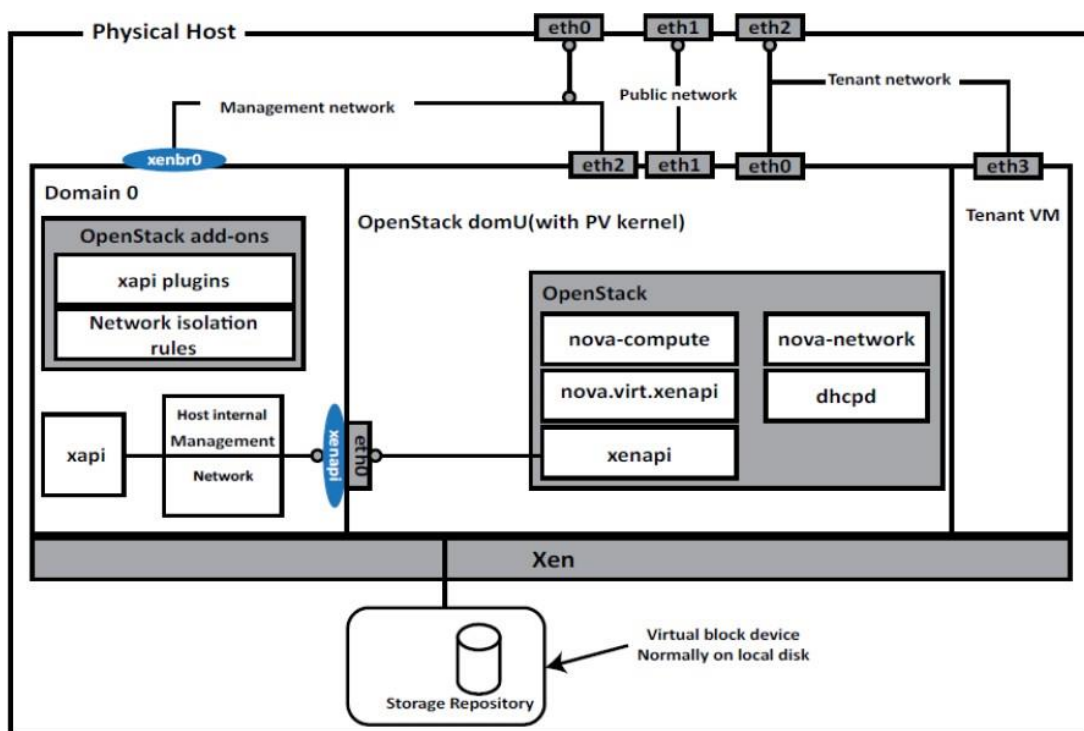 Physical Host
eth0
eth1
eth2
Management network
Public network
Tenant network
xenbr0
eth2
eth1
eth0
eth3
Domain 0
OpenStack add-ons
xapi plugins
Network isolation
rules
xapi
Host internal
Management
Network
xenapi
eth0
OpenStack domU(with PV kernel)
OpenStack
nova-compute
nova-network
nova.virt.xenapi
dhcpd
xenapi
Tenant VM
Xen
Storage Repository
Virtual block device
Normally on local disk